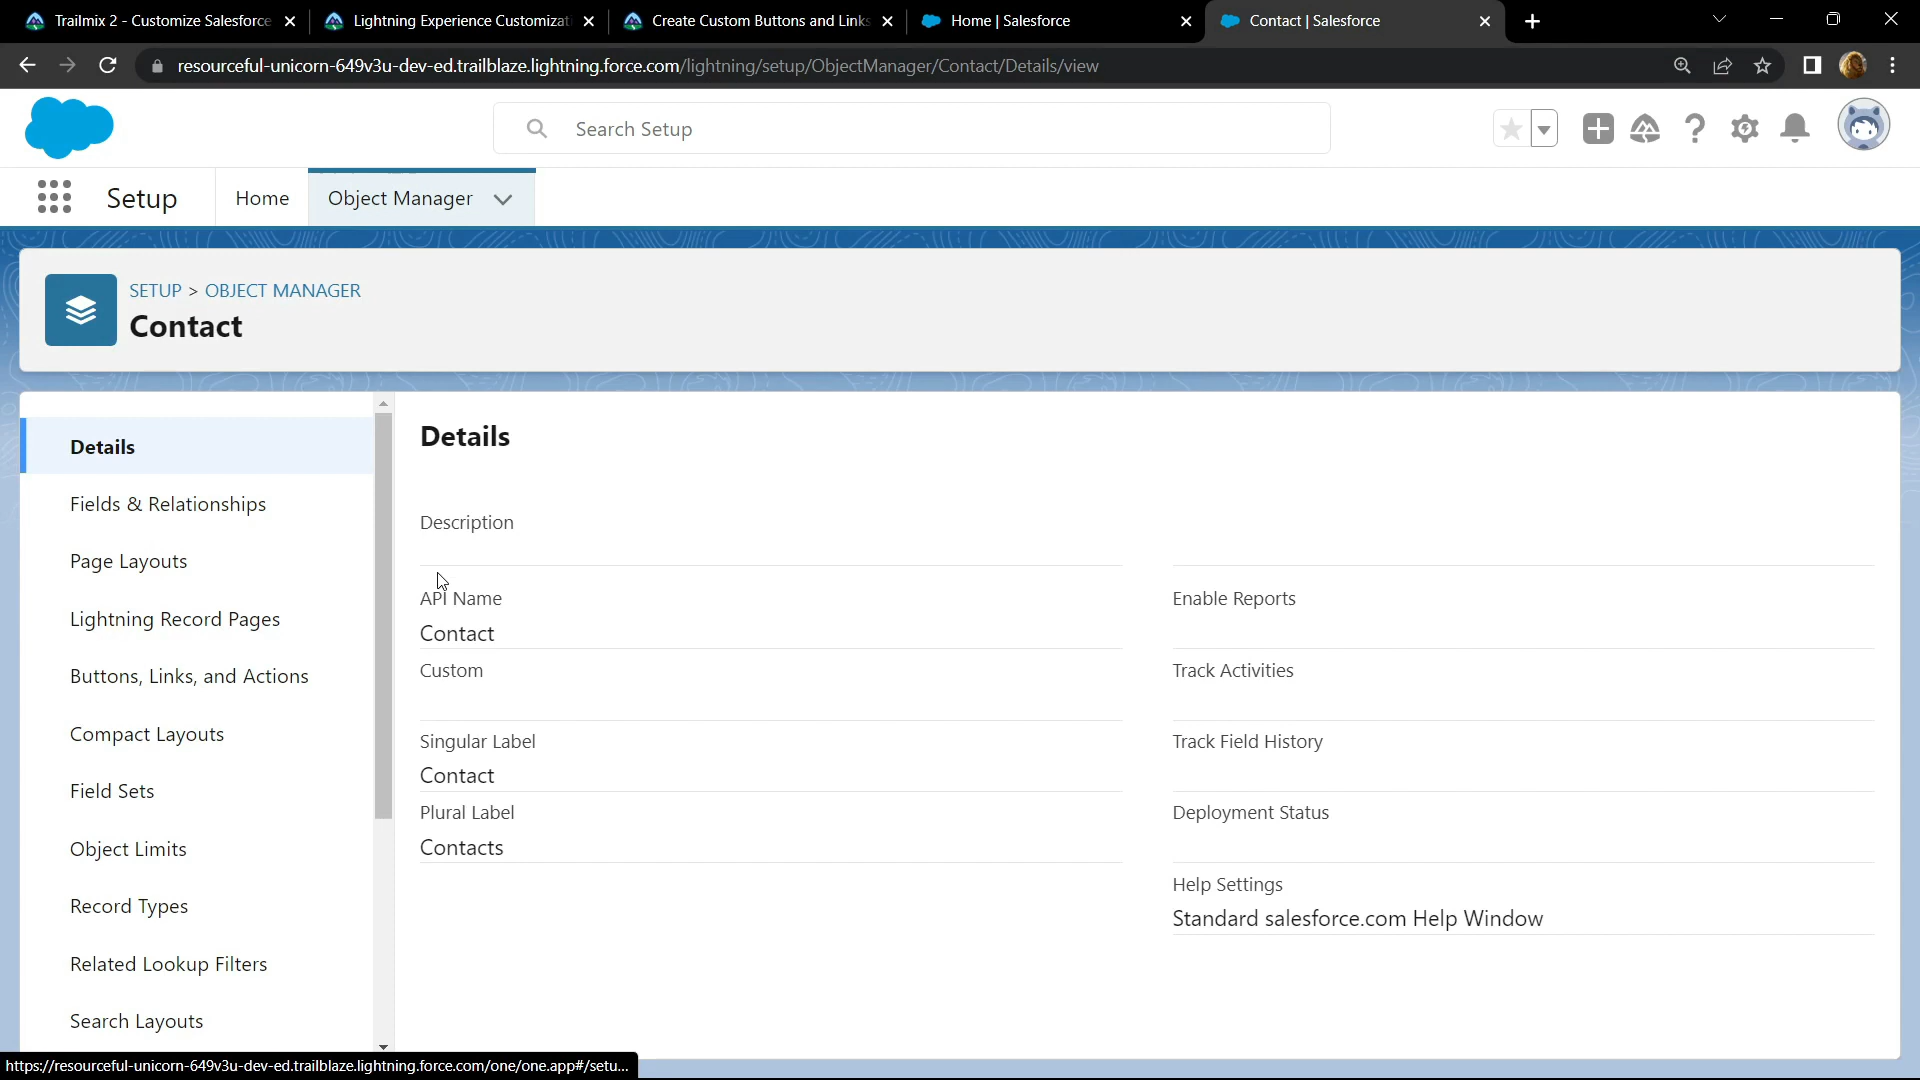 Trailmix 2 - Customize Salesforce
Lightning Experience Customizati
Create Custom Buttons and Links
Home | Salesforce
Contact | Salesforce
resourceful-unicorn-649v3u-dev-ed.trailblaze.lightning.force.com/lightning/setup/ObjectManager/Contact/Details/view
Search Setup
Setup
Home
Object Manager
SETUP > OBJECT MANAGER
Contact
Details
Fields & Relationships
Page Layouts
Lightning Record Pages
Buttons, Links, and Actions
Compact Layouts
Field Sets
Object Limits
Record Types
Related Lookup Filters
Search Layouts
Details
Description
API Name
Contact
Custom
Singular Label
Contact
Plural Label
Contacts
Enable Reports
Track Activities
Track Field History
Deployment Status
Help Settings
Standard salesforce.com Help Window
https://resourceful-unicorn-649v3u-dev-ed.trailblaze.lightning.force.com/one/one.app#/setu...